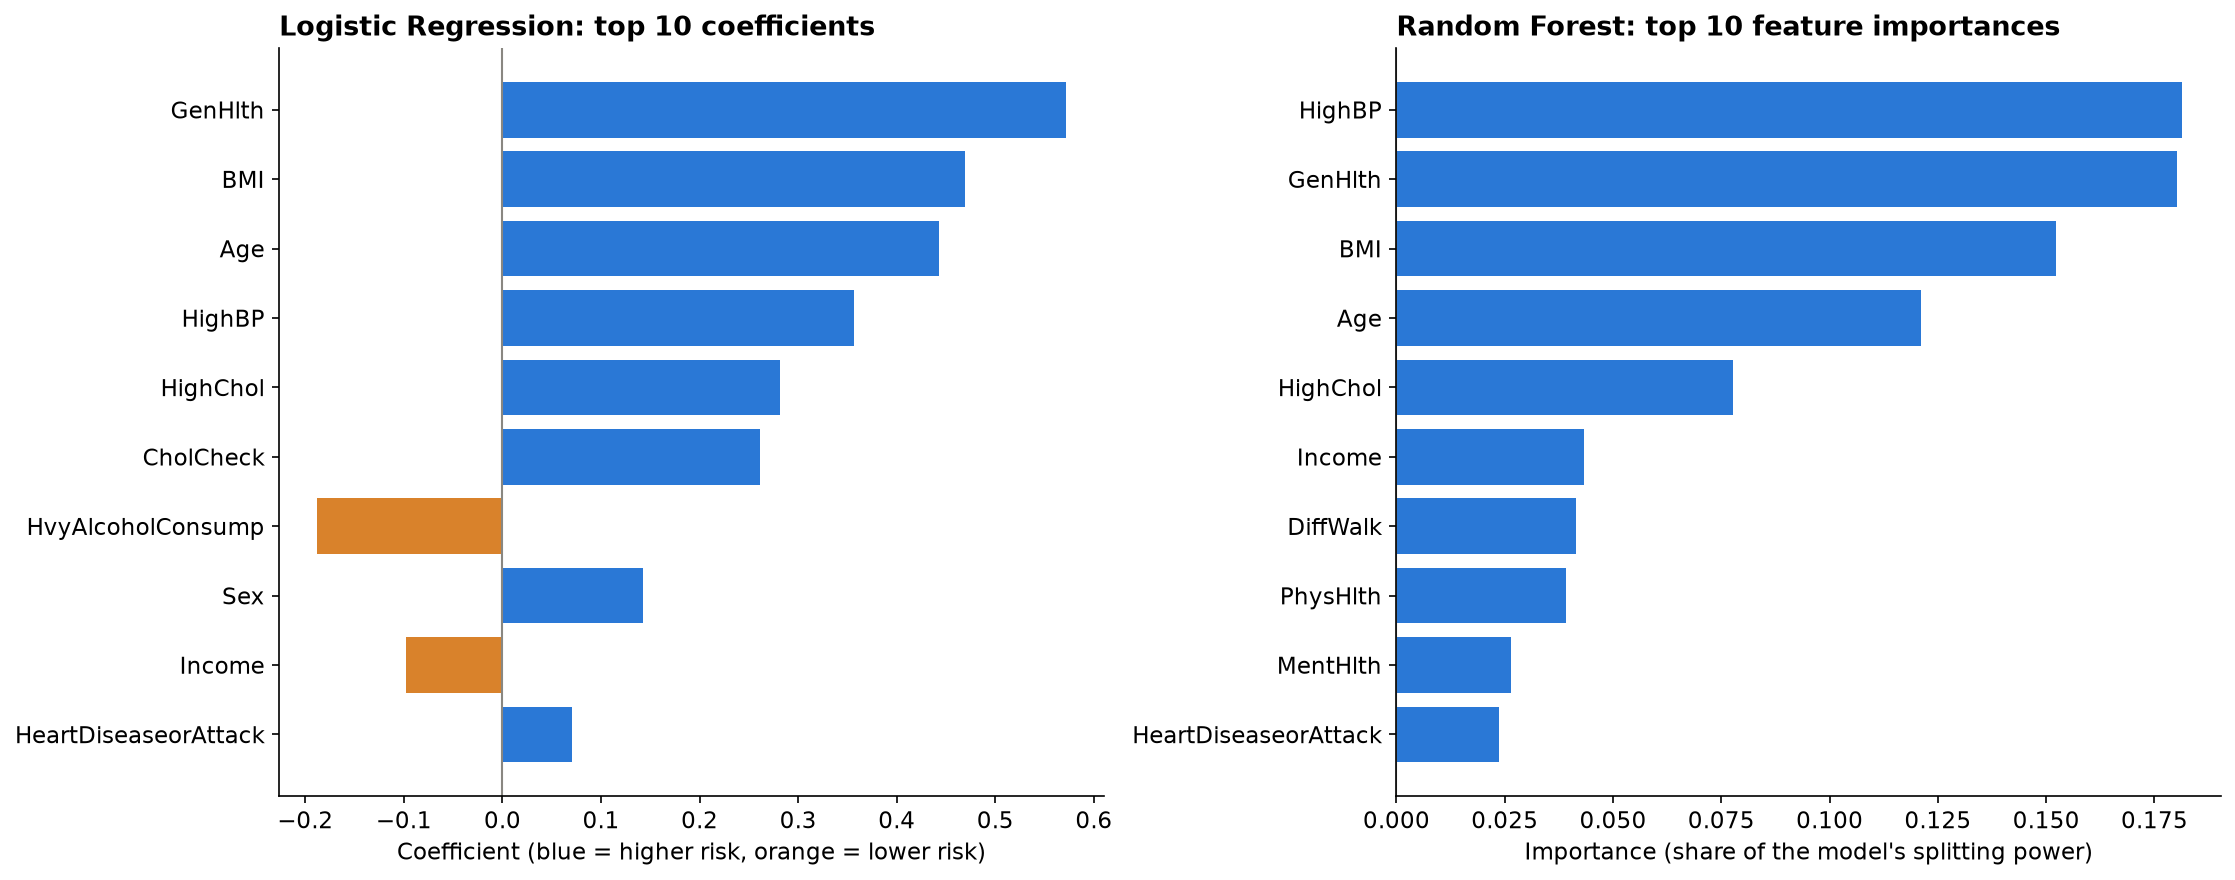 Logistic Regression: top 10 coefficients
GenHlth
BMI
Age
HighBP
HighChol
CholCheck
HvyAlcoholConsump
Sex
Income
HeartDiseaseorAttack
−0.2 −0.1 0.0 0.1 0.2 0.3 0.4 0.5 0.6
Coefficient (blue = higher risk, orange = lower risk)
Random Forest: top 10 feature importances
HighBP
GenHlth
BMI
Age
HighChol
Income
DiffWalk
PhysHlth
MentHlth
HeartDiseaseorAttack
0.000 0.025 0.050 0.075 0.100 0.125 0.150 0.175
Importance (share of the model's splitting power)